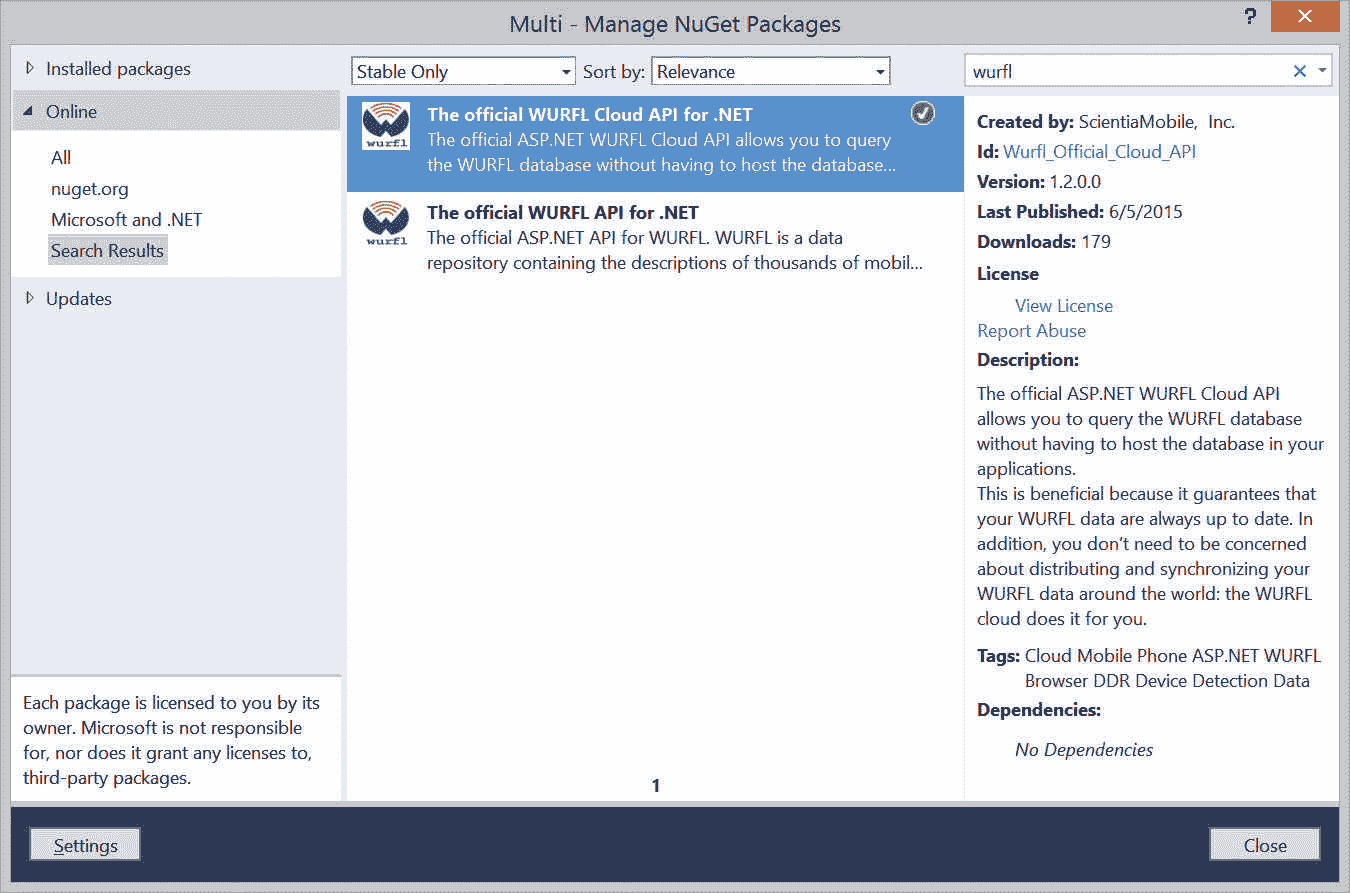 Multi - Manage NuGet Packages
?
Installed packages
Online
All
nuget.org
Microsoft and .NET
Search Results
Updates
Each package is licensed to you by its
owner. Microsoft is not responsible
for, nor does it grant any licenses to,
third-party packages.
Stable Only
Sort by: Relevance
wurfl
The official WURFL Cloud API for .NET
The official ASP.NET WURFL Cloud API allows you to query
the WURFL database without having to host the database...
wurfl
The official WURFL API for .NET
The official ASP.NET API for WURFL. WURFL is a data
repository containing the descriptions of thousands of mobil...
1
wurfl
Created by: ScientiaMobile, Inc.
Id: Wurfl_Official_Cloud_API
Version: 1.2.0.0
Last Published: 6/5/2015
Downloads: 179
License
View License
Report Abuse
Description:
The official ASP.NET WURFL Cloud API
allows you to query the WURFL database
without having to host the database in your
applications.
This is beneficial because it guarantees that
your WURFL data are always up to date. In
addition, you don't need to be concerned
about distributing and synchronizing your
WURFL data around the world: the WURFL
cloud does it for you.
Tags: Cloud Mobile Phone ASP.NET WURFL
Browser DDR Device Detection Data
Dependencies:
No Dependencies
Settings
Close